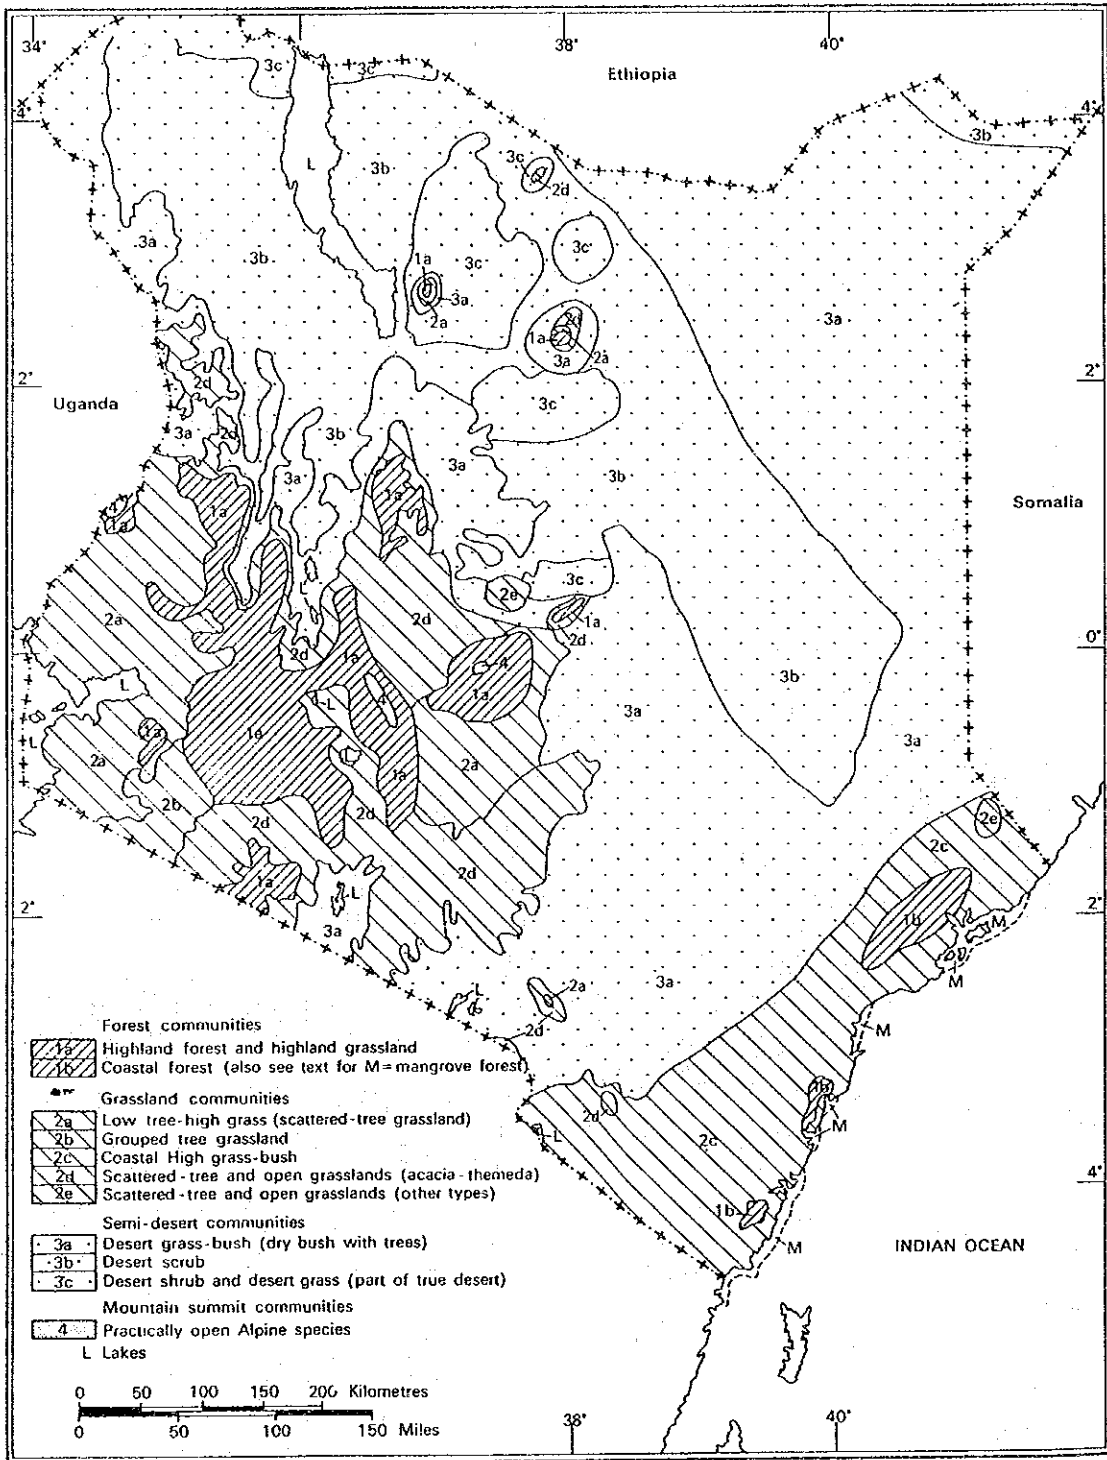 34°
38°
40°
3c
3c
Ethiopia
4°
4°
3b
L
3b
3c
2d
3a
3b
3c
3c
1a
3a
2a
3a
2d
1a
2a
3a
2°
2°
2d
Uganda
3c
3a
2d
3b
3a
3a
3b
1a
1a
Somalia
4
1a
L
3c
2e
1a
2a
2d
2d
0°
0°
2d
1a
4
1a
3b
L
L
4
3a
1a
1a
3a
L
2a
2a
1a
2b
2d
2d
2e
2c
2d
1a
L
2°
2°
3a
1b
M
L
2a
3a
M
2d
M
Forest communities
1a Highland forest and highland grassland
1b Coastal forest (also see text for M=mangrove forest)
Grassland communities
2a Low tree-high grass (scattered-tree grassland)
2b Grouped tree grassland
2c Coastal High grass-bush
2d Scattered-tree and open grasslands (acacia-themeda)
2e Scattered-tree and open grasslands (other types)
1b
2d
M
L
2c
4°
4°
1b
M
Semi-desert communities
3a Desert grass-bush (dry bush with trees)
3b Desert scrub
3c Desert shrub and desert grass (part of true desert)
INDIAN OCEAN
Mountain summit communities
4 Practically open Alpine species
L Lakes
0 50 100 150 200 Kilometres
0 50 100 150 Miles
38°
40°